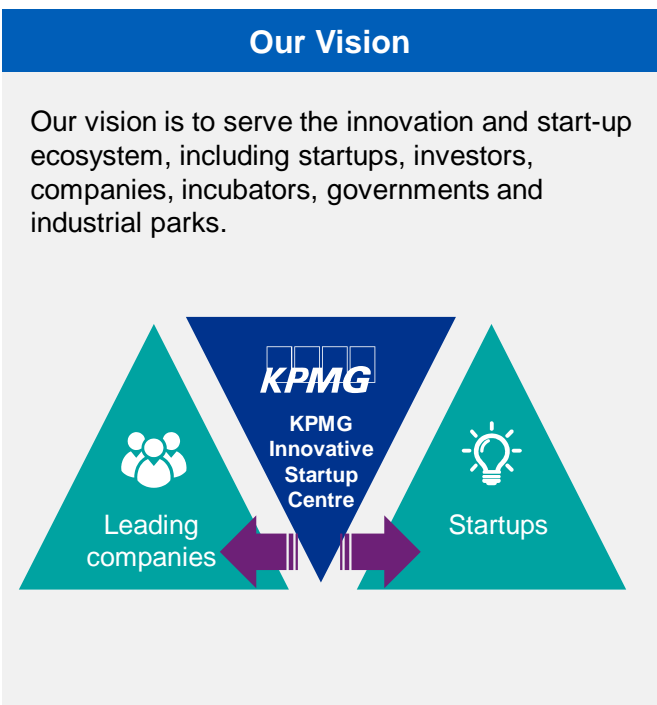 Our Vision
Our vision is to serve the innovation and start-up
ecosystem, including startups, investors,
companies, incubators, governments and
industrial parks.
KPMG
KPMG
Innovative
Startup
Centre
Leading
companies
Startups